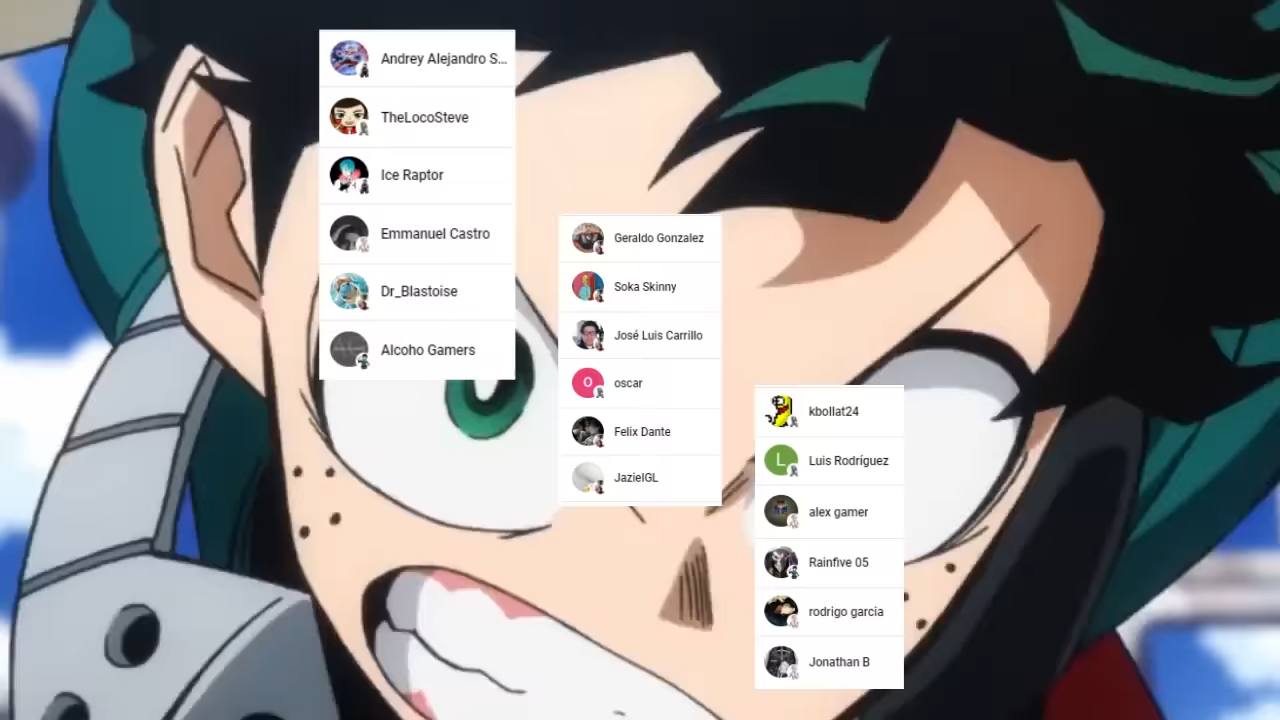 Andrey Alejandro S...
TheLocoSteve
Ice Raptor
Emmanuel Castro
Dr_Blastoise
Alcoho Gamers
Geraldo Gonzalez
Soka Skinny
José Luis Carrillo
O
oscar
Felix Dante
JazielGL
kbollat24
L
Luis Rodríguez
alex gamer
Rainfive 05
rodrigo garcia
Jonathan B